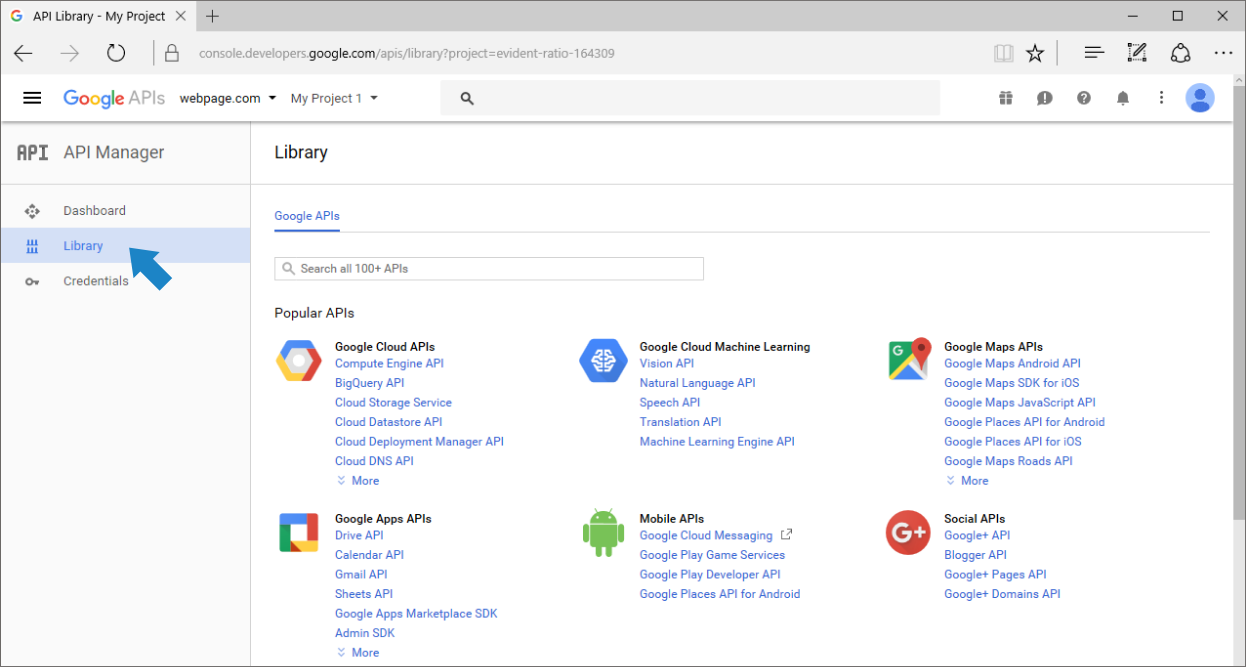 API Library - My Project
console.developers.google.com/apis/library?project=evident-ratio-164309
Google APIs webpage.com My Project 1
API API Manager
Library
Dashboard
Library
Credentials
Google APIs
Search all 100+ APIs
Popular APIs
Google Cloud APIs
Compute Engine API
BigQuery API
Cloud Storage Service
Cloud Datastore API
Cloud Deployment Manager API
Cloud DNS API
More
Google Cloud Machine Learning
Vision API
Natural Language API
Speech API
Translation API
Machine Learning Engine API
Google Maps APIs
Google Maps Android API
Google Maps SDK for iOS
Google Maps JavaScript API
Google Places API for Android
Google Places API for iOS
Google Maps Roads API
More
Google Apps APIs
Drive API
Calendar API
Gmail API
Sheets API
Google Apps Marketplace SDK
Admin SDK
More
Mobile APIs
Google Cloud Messaging
Google Play Game Services
Google Play Developer API
Google Places API for Android
G+
Social APIs
Google+ API
Blogger API
Google+ Pages API
Google+ Domains API